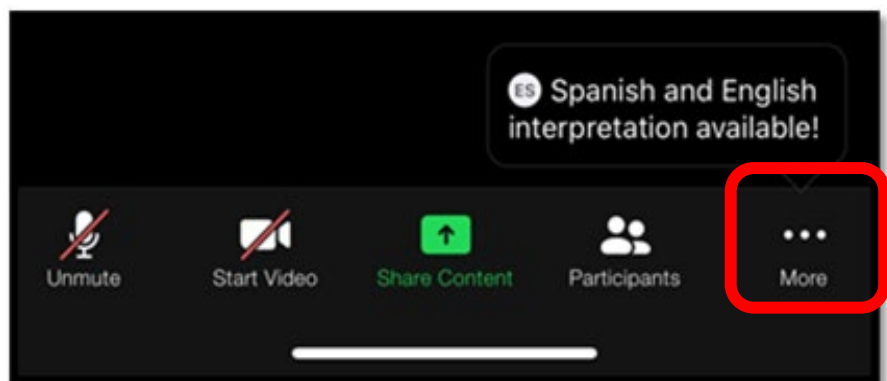 ES Spanish and English
interpretation available!
Unmute
Start Video
Share Content
Participants
More